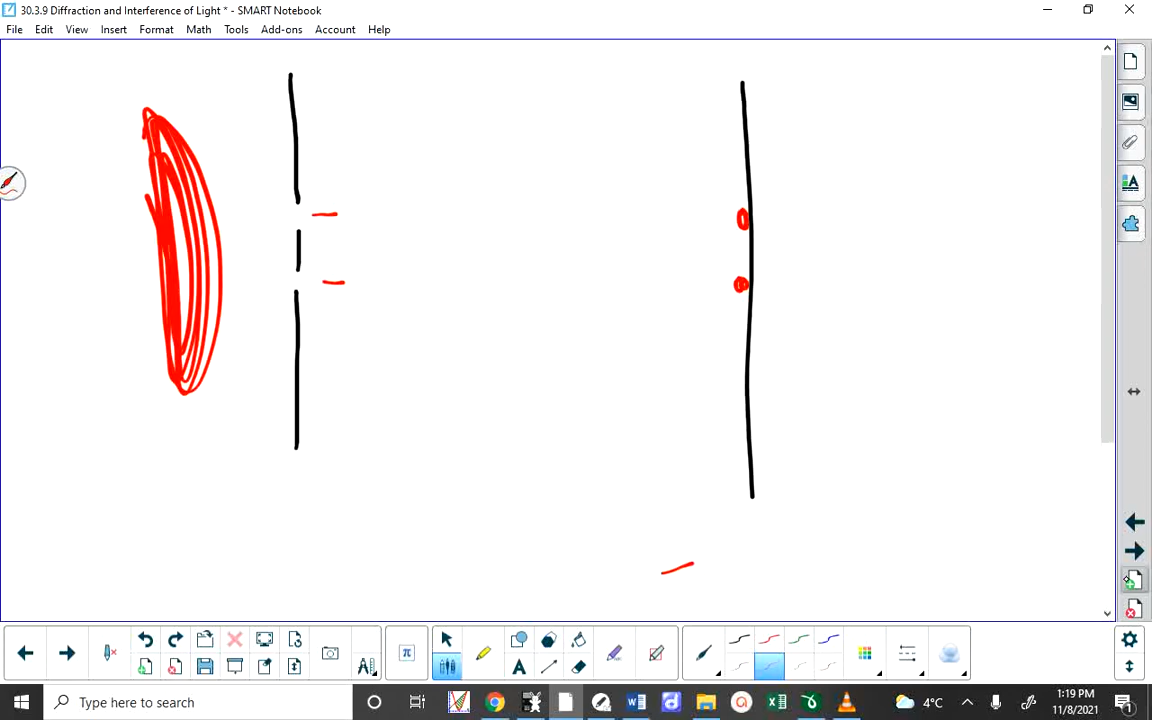 30.3.9 Diffraction and Interference of Light * - SMART Notebook
File Edit View Insert Format Math Tools Add-ons Account Help
Type here to search
4°C
1:19 PM
11/8/2021